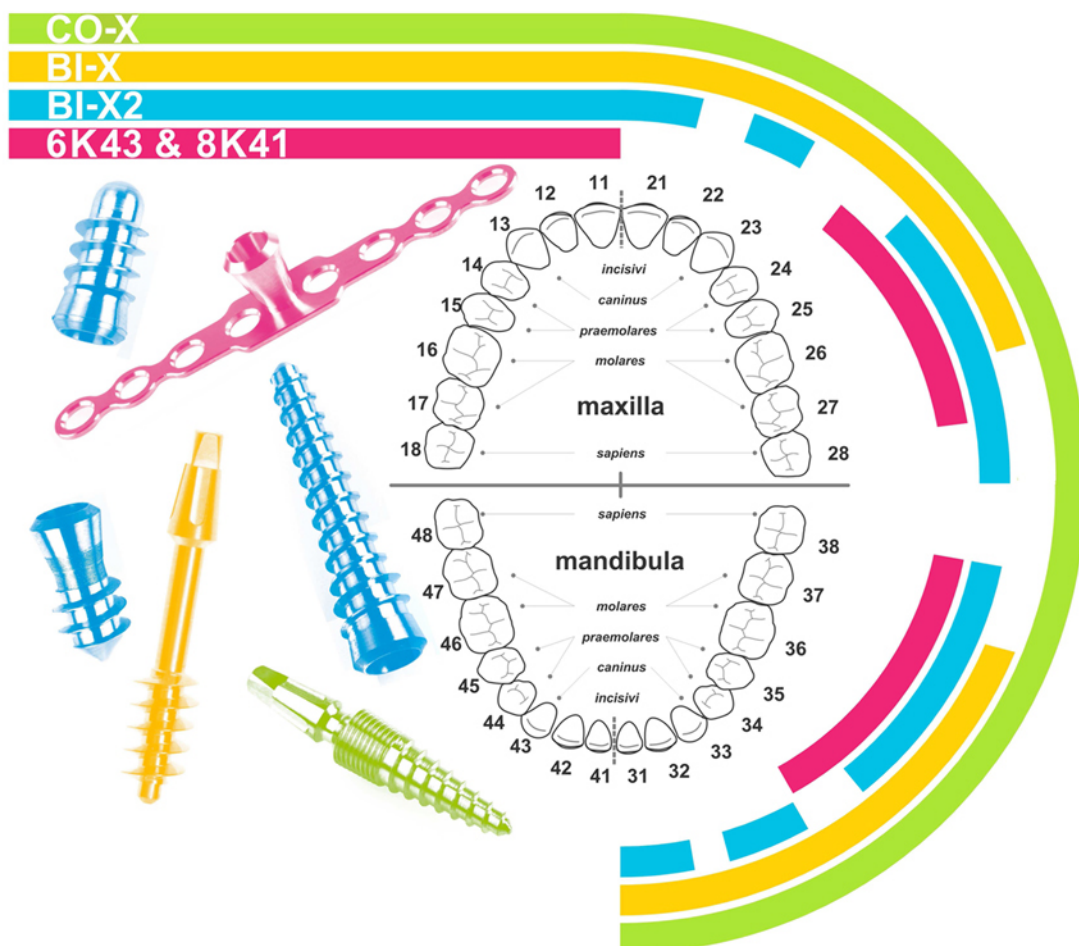 CO-X
BI-X
BI-X2
6K43 & 8K41
12 11 21 22
13 23
14 incisivi 24
15 caninus 25
praemolares
16 molares 26
17 maxilla 27
18 sapiens 28
48 sapiens 38
mandibula
47 molares 37
46 praemolares 36
45 caninus 35
44 incisivi 34
43 33
42 41 31 32